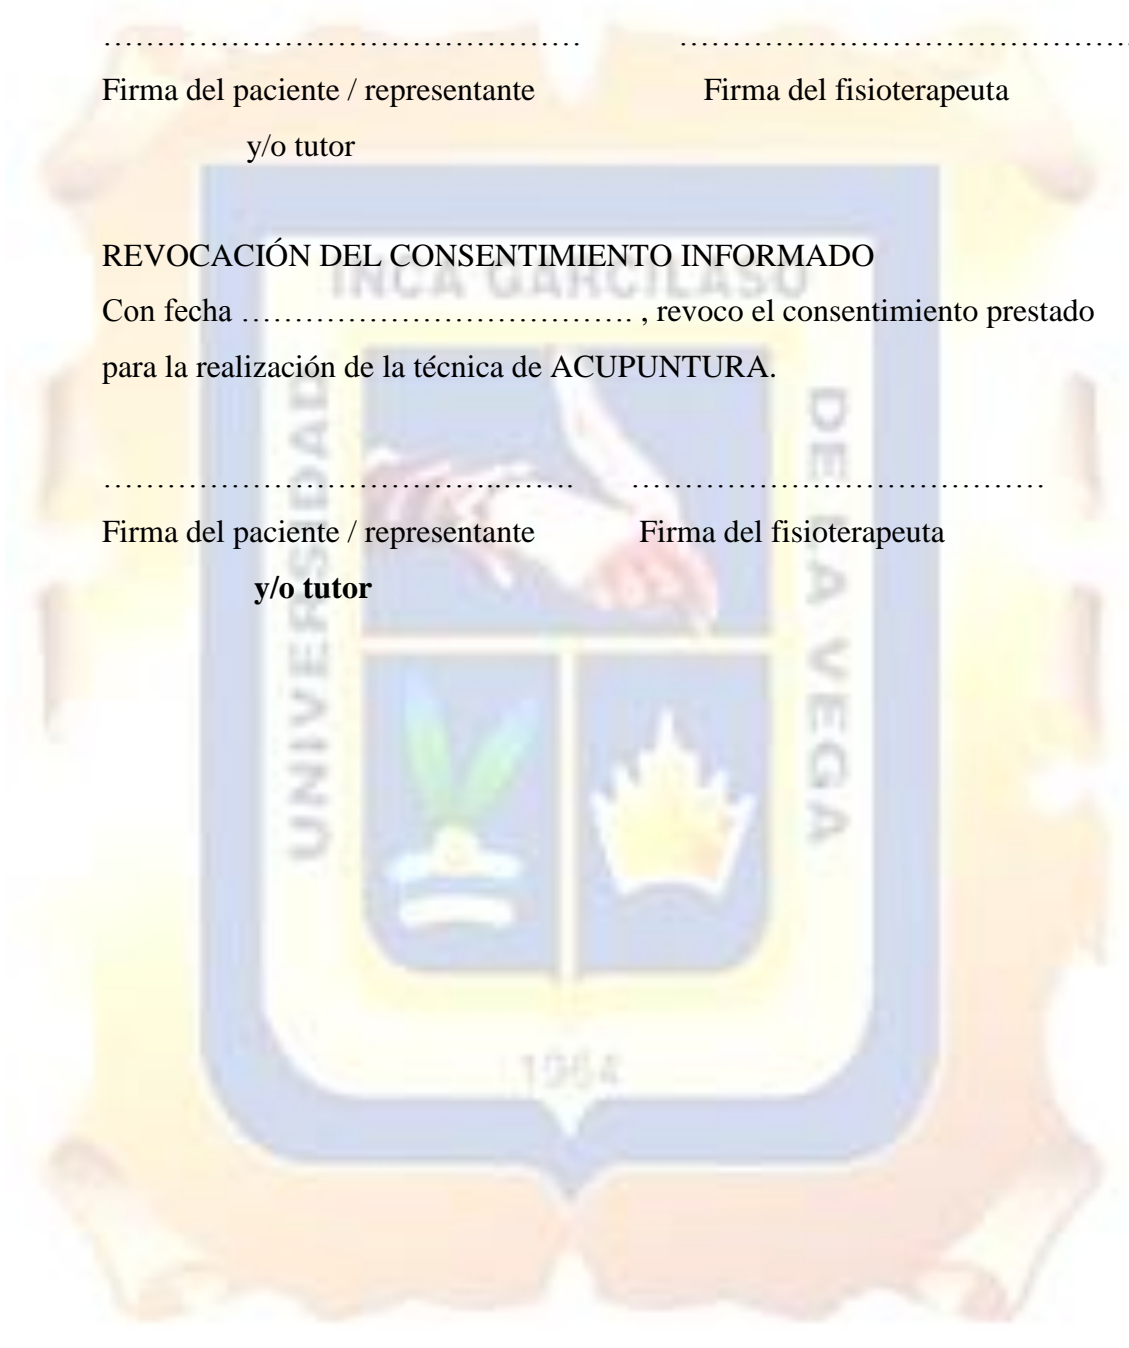 ………………………………………  ………………………………………
Firma del paciente / representante  Firma del fisioterapeuta
y/o tutor
REVOCACIÓN DEL CONSENTIMIENTO INFORMADO
INCA GARCILASO
Con fecha ………………………………. , revoco el consentimiento prestado
para la realización de la técnica de ACUPUNTURA.
UNIVERSIDAD
DE LA VEGA
…………………………………….  …………………………………
Firma del paciente / representante  Firma del fisioterapeuta
y/o tutor
1964